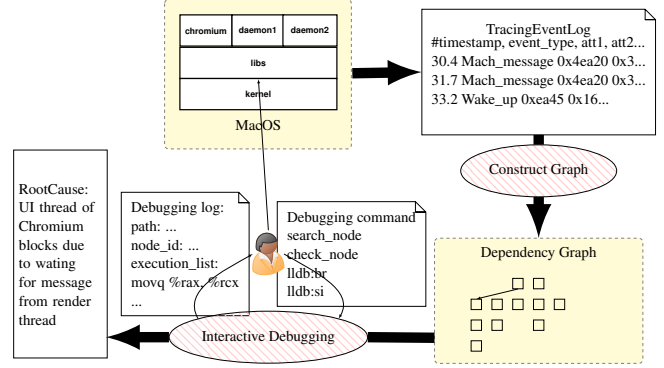 chromium daemon1 daemon2
libs
kernel
MacOS
TracingEventLog
#timestamp, event_type, att1, att2...
30.4 Mach_message 0x4ea20 0x3...
31.7 Mach_message 0x4ea20 0x3...
33.2 Wake_up 0xea45 0x16...
Construct Graph
Dependency Graph
Debugging command
search_node
check_node
lldb:br
lldb:si
Debugging log:
path: ...
node_id: ...
execution_list:
movq %rax, %rcx
...
Interactive Debugging
RootCause:
UI thread of
Chromium
blocks due
to wating
for message
from render
thread